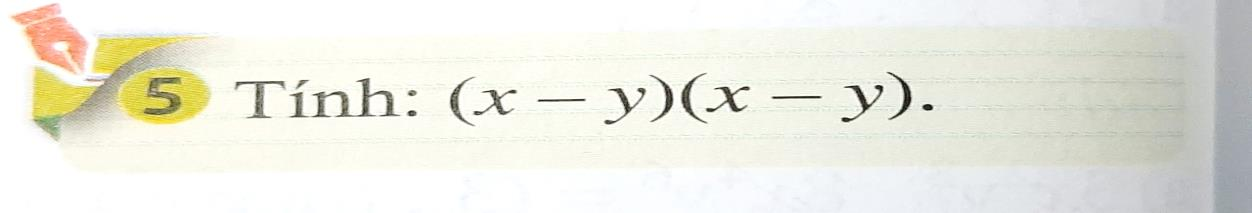 5 Tính: (x – y)(x – y).